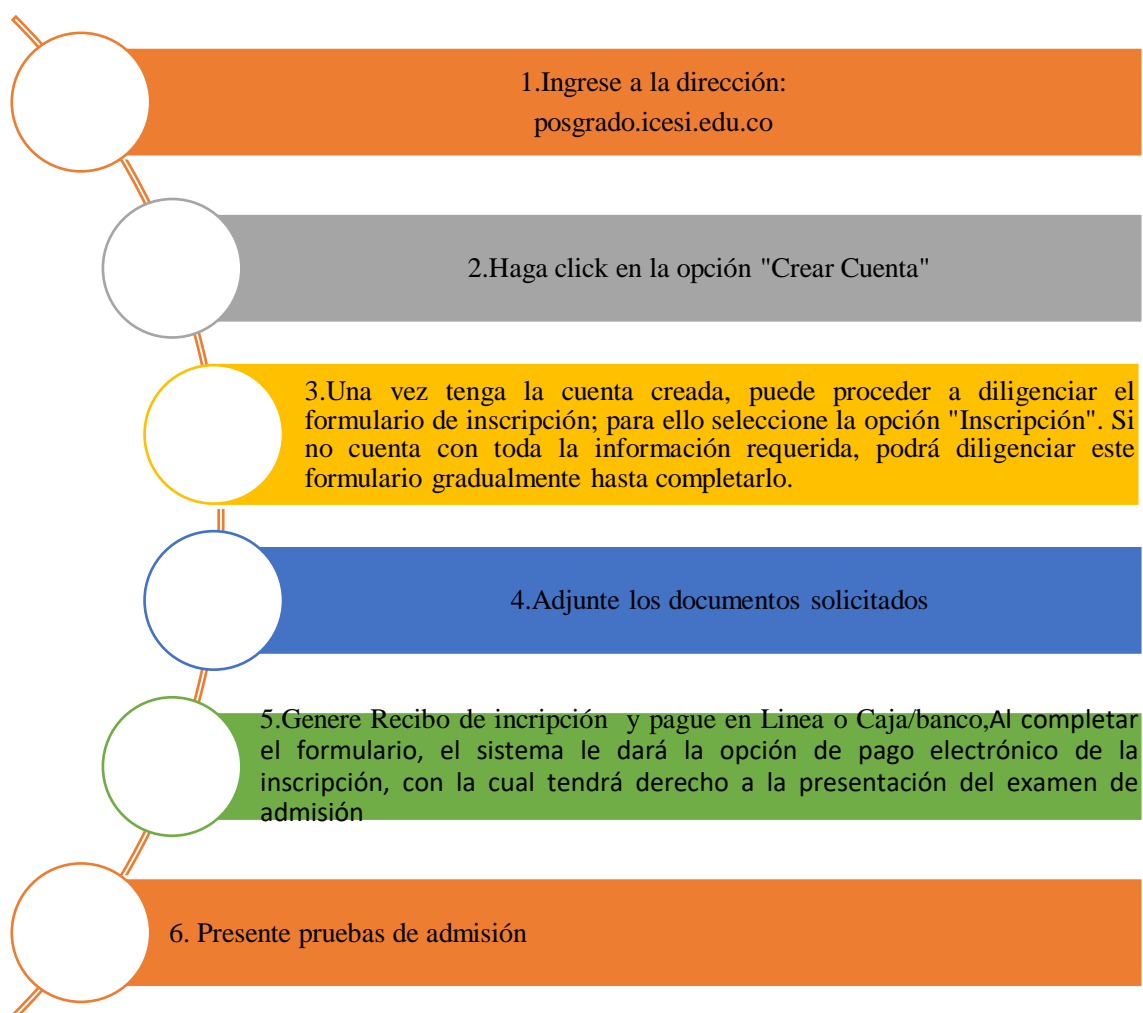 1.Ingrese a la dirección:
posgrado.icesi.edu.co
2.Haga click en la opción "Crear Cuenta"
3.Una vez tenga la cuenta creada, puede proceder a diligenciar el
formulario de inscripción; para ello seleccione la opción "Inscripción". Si
no cuenta con toda la información requerida, podrá diligenciar este
formulario gradualmente hasta completarlo.
4.Adjunte los documentos solicitados
5.Genere Recibo de incripción y pague en Linea o Caja/banco,Al completar
el formulario, el sistema le dará la opción de pago electrónico de la
inscripción, con la cual tendrá derecho a la presentación del examen de
admisión
6. Presente pruebas de admisión